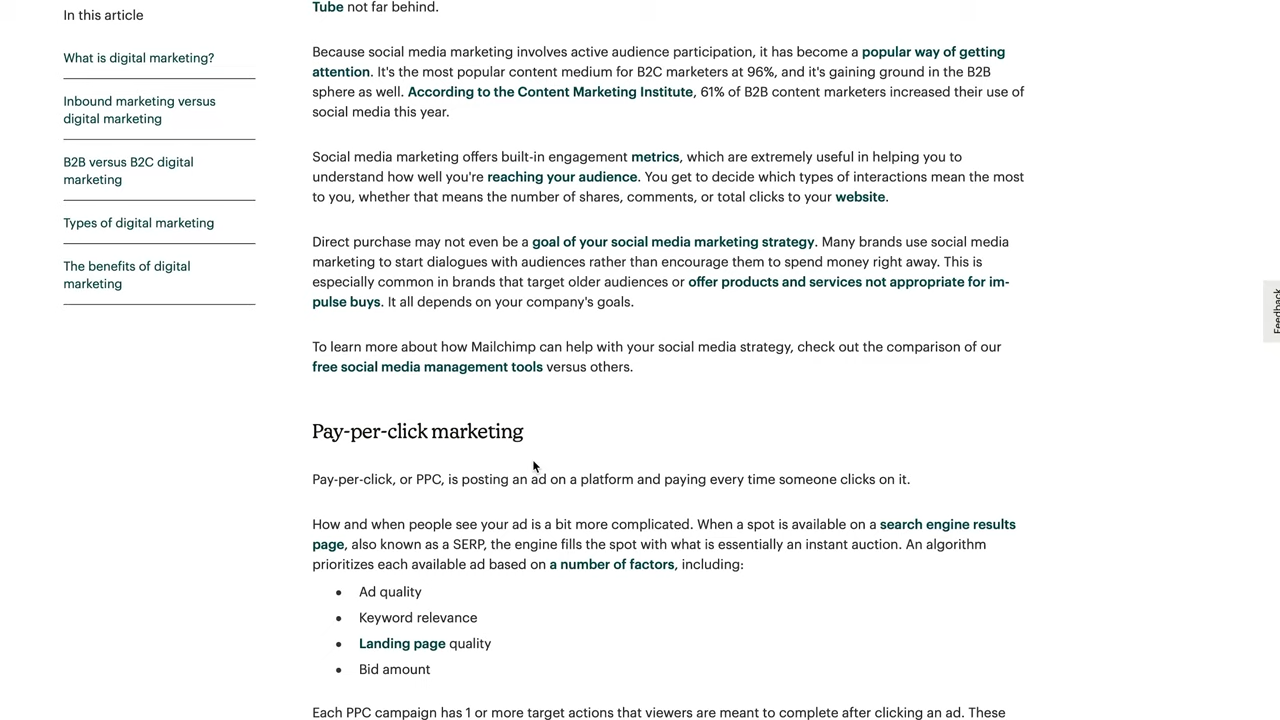 In this article
What is digital marketing?
Inbound marketing versus
digital marketing
B2B versus B2C digital
marketing
Types of digital marketing
The benefits of digital
marketing
Tube not far behind.
Because social media marketing involves active audience participation, it has become a popular way of getting
attention. It's the most popular content medium for B2C marketers at 96%, and it's gaining ground in the B2B
sphere as well. According to the Content Marketing Institute, 61% of B2B content marketers increased their use of
social media this year.
Social media marketing offers built-in engagement metrics, which are extremely useful in helping you to
understand how well you're reaching your audience. You get to decide which types of interactions mean the most
to you, whether that means the number of shares, comments, or total clicks to your website.
Direct purchase may not even be a goal of your social media marketing strategy. Many brands use social media
marketing to start dialogues with audiences rather than encourage them to spend money right away. This is
especially common in brands that target older audiences or offer products and services not appropriate for im-
pulse buys. It all depends on your company's goals.
To learn more about how Mailchimp can help with your social media strategy, check out the comparison of our
free social media management tools versus others.
Pay-per-click marketing
Pay-per-click, or PPC, is posting an ad on a platform and paying every time someone clicks on it.
How and when people see your ad is a bit more complicated. When a spot is available on a search engine results
page, also known as a SERP, the engine fills the spot with what is essentially an instant auction. An algorithm
prioritizes each available ad based on a number of factors, including:
• Ad quality
• Keyword relevance
• Landing page quality
• Bid amount
Each PPC campaign has 1 or more target actions that viewers are meant to complete after clicking an ad. These
Feedback